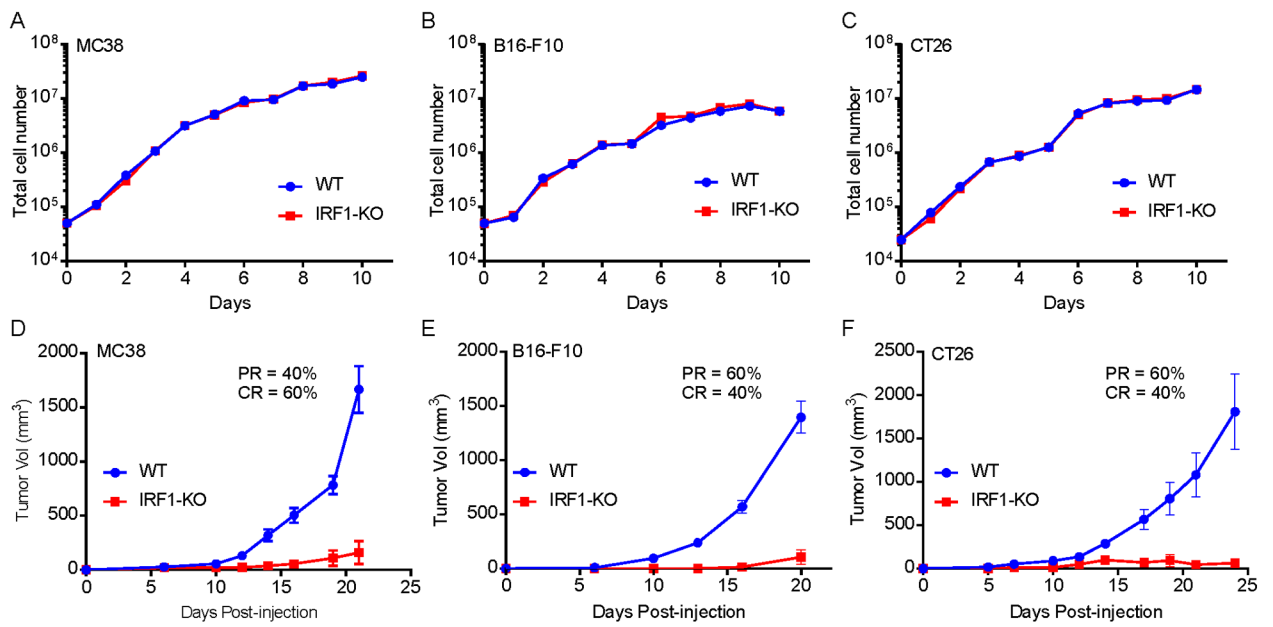 A
MC38
10⁸
10⁷
10⁶
10⁵
10⁴
Total cell number
WT
IRF1-KO
0 2 4 6 8 10
Days
B
B16-F10
10⁸
10⁷
10⁶
10⁵
10⁴
Total cell number
WT
IRF1-KO
0 2 4 6 8 10
Days
C
CT26
10⁸
10⁷
10⁶
10⁵
10⁴
Total cell number
WT
IRF1-KO
0 2 4 6 8 10
Days
D
MC38
PR = 40%
CR = 60%
2000
1500
1000
500
0
Tumor Vol (mm³)
WT
IRF1-KO
0 5 10 15 20 25
Days Post-injection
E
B16-F10
PR = 60%
CR = 40%
2000
1500
1000
500
0
Tumor Vol (mm³)
WT
IRF1-KO
0 5 10 15 20
Days Post-injection
F
CT26
PR = 60%
CR = 40%
2500
2000
1500
1000
500
0
Tumor Vol (mm³)
WT
IRF1-KO
0 5 10 15 20 25
Days Post-injection